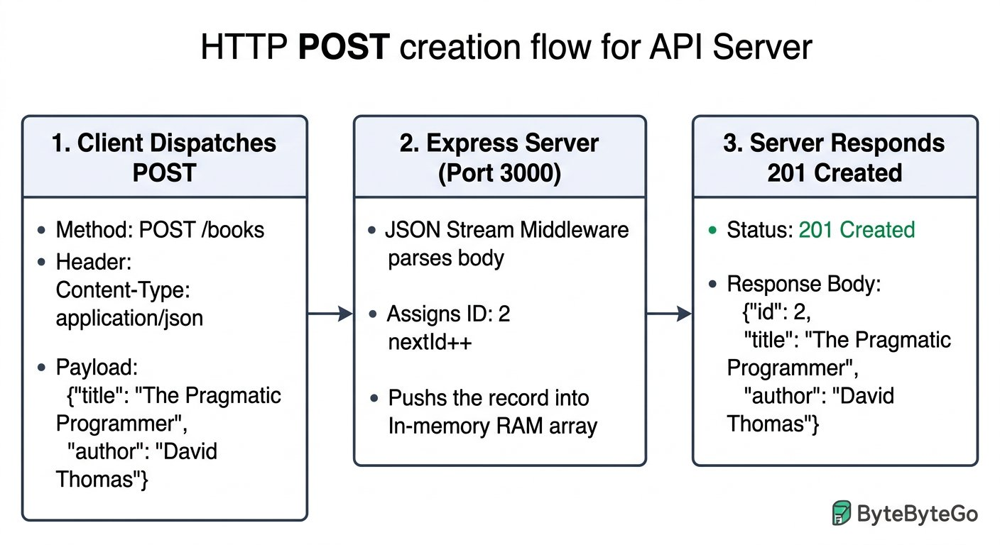 HTTP POST creation flow for API Server
1. Client Dispatches
POST
• Method: POST /books
• Header:
Content-Type:
application/json
• Payload:
{"title": "The Pragmatic
Programmer",
"author": "David
Thomas"}
2. Express Server
(Port 3000)
• JSON Stream Middleware
parses body
• Assigns ID: 2
nextId++
• Pushs the record into
In-memory RAM array
3. Server Responds
201 Created
• Status: 201 Created
• Response Body:
{"id": 2,
"title": "The Pragmatic
Programmer",
"author": "David
Thomas"}
ByteByteGo